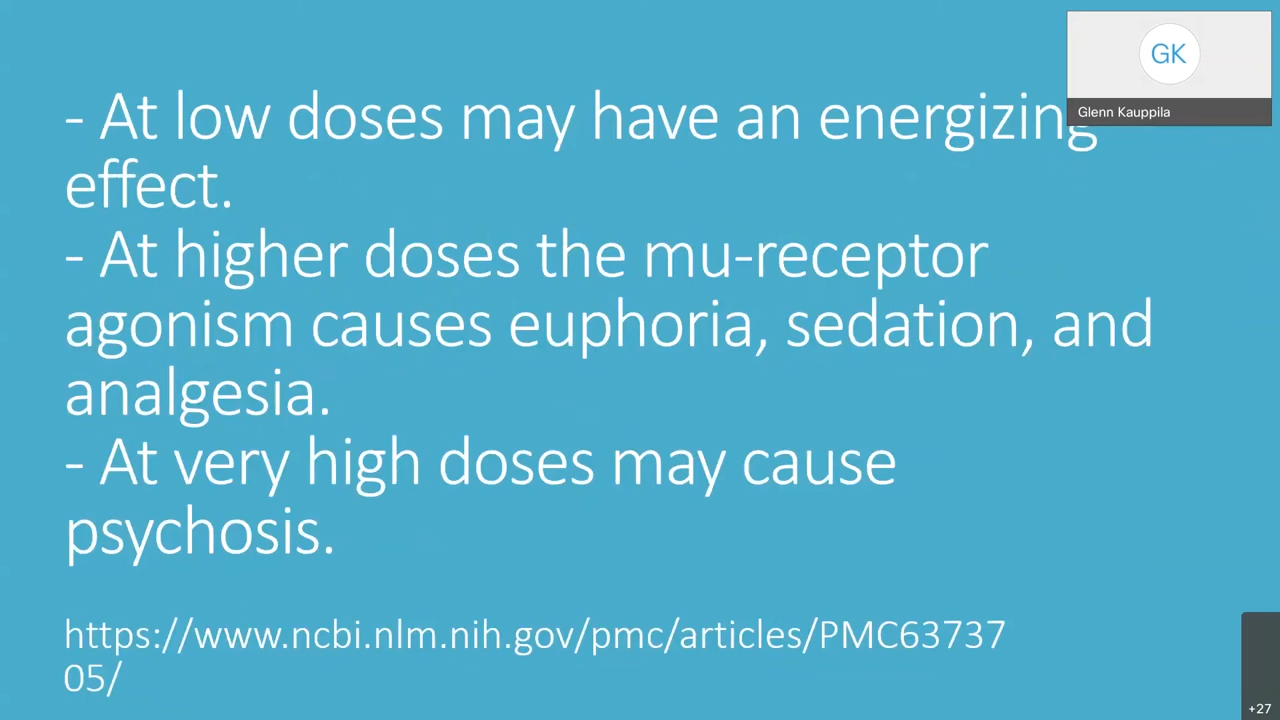 GK
Glenn Kauppila
- At low doses may have an energizing
effect.
- At higher doses the mu-receptor
agonism causes euphoria, sedation, and
analgesia.
- At very high doses may cause
psychosis.
https://www.ncbi.nlm.nih.gov/pmc/articles/PMC63737
05/
+27